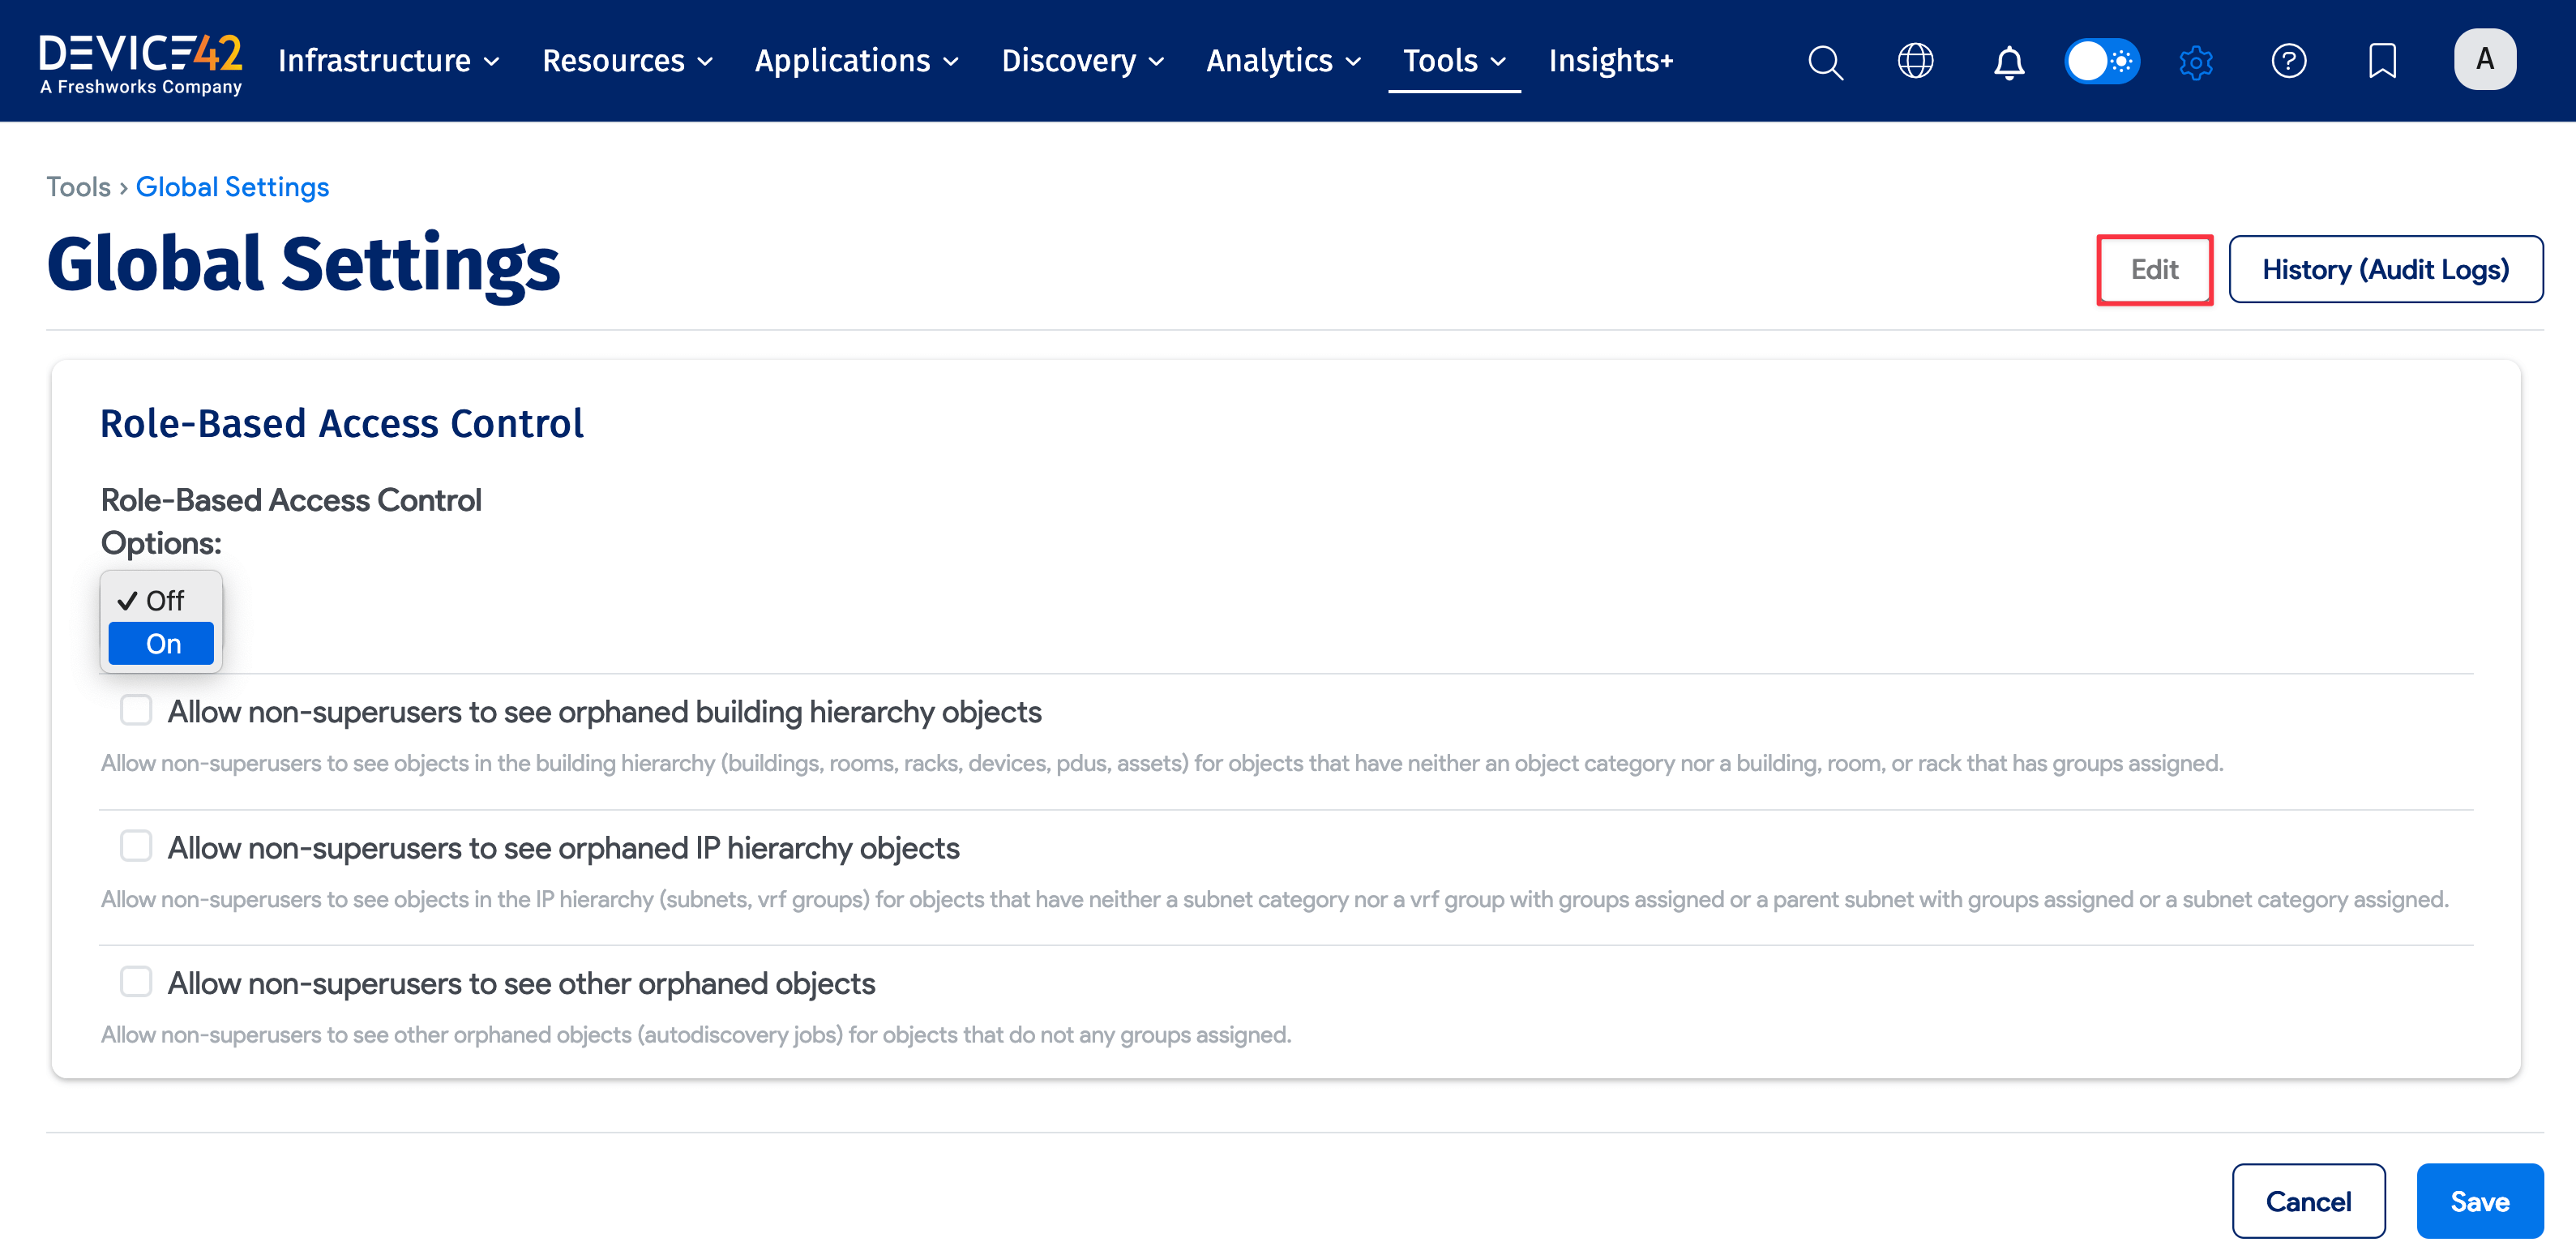 DEVICE42
A Freshworks Company
Infrastructure Resources Applications Discovery Analytics Tools Insights+ A
Tools › Global Settings
Global Settings
Edit History (Audit Logs)
Role-Based Access Control
Role-Based Access Control
Options:
✓ Off
On
Allow non-superusers to see orphaned building hierarchy objects
Allow non-superusers to see objects in the building hierarchy (buildings, rooms, racks, devices, pdus, assets) for objects that have neither an object category nor a building, room, or rack that has groups assigned.
Allow non-superusers to see orphaned IP hierarchy objects
Allow non-superusers to see objects in the IP hierarchy (subnets, vrf groups) for objects that have neither a subnet category nor a vrf group with groups assigned or a parent subnet with groups assigned or a subnet category assigned.
Allow non-superusers to see other orphaned objects
Allow non-superusers to see other orphaned objects (autodiscovery jobs) for objects that do not any groups assigned.
Cancel Save